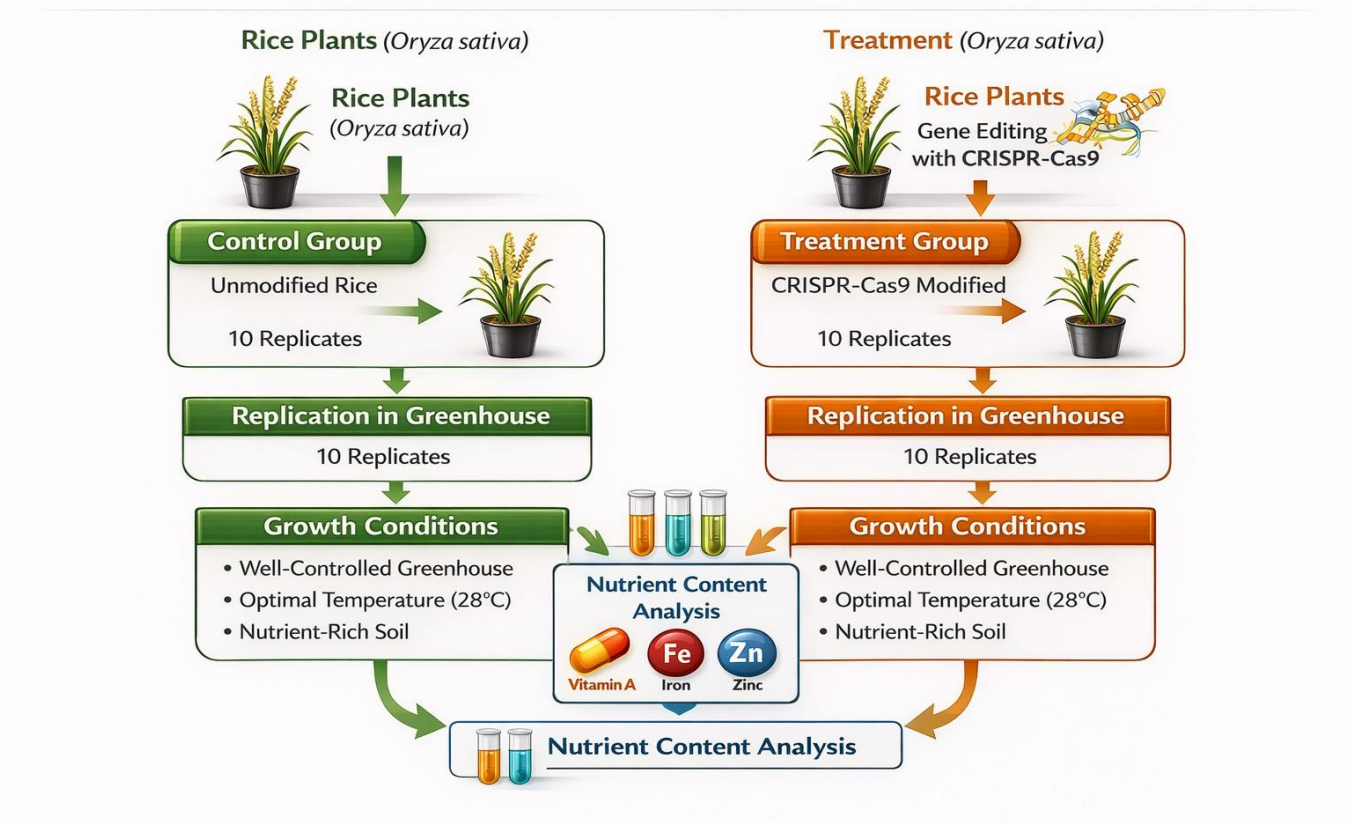 Rice Plants (Oryza sativa)
Rice Plants
(Oryza sativa)
Control Group
Unmodified Rice
10 Replicates
Replication in Greenhouse
10 Replicates
Growth Conditions
• Well-Controlled Greenhouse
• Optimal Temperature (28°C)
• Nutrient-Rich Soil
Treatment (Oryza sativa)
Rice Plants
Gene Editing
with CRISPR-Cas9
Treatment Group
CRISPR-Cas9 Modified
10 Replicates
Replication in Greenhouse
10 Replicates
Growth Conditions
• Well-Controlled Greenhouse
• Optimal Temperature (28°C)
• Nutrient-Rich Soil
Nutrient Content
Analysis
Fe Zn
Vitamin A Iron Zinc
Nutrient Content Analysis